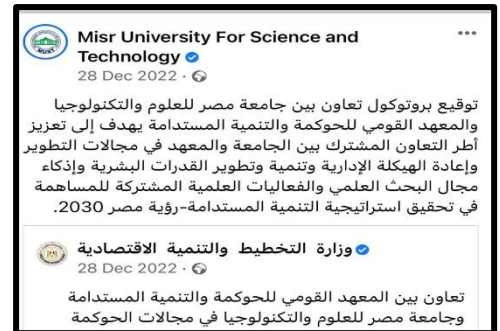 Misr University For Science and
Technology
28 Dec 2022 ·
توقيع بروتوكول تعاون بين جامعة مصر للعلوم والتكنولوجيا
والمعهد القومي للحوكمة والتنمية المستدامة يهدف إلى تعزيز
أطر التعاون المشترك بين الجامعة والمعهد في مجالات التطوير
وإعادة الهيكلة الإدارية وتنمية وتطوير القدرات البشرية وإذكاء
مجال البحث العلمي والفعاليات العلمية المشتركة للمساهمة
في تحقيق استراتيجية التنمية المستدامة-رؤية مصر 2030.
وزارة التخطيط والتنمية الاقتصادية
28 Dec 2022 ·
تعاون بين المعهد القومي للحوكمة والتنمية المستدامة
وجامعة مصر للعلوم والتكنولوجيا في مجالات الحوكمة